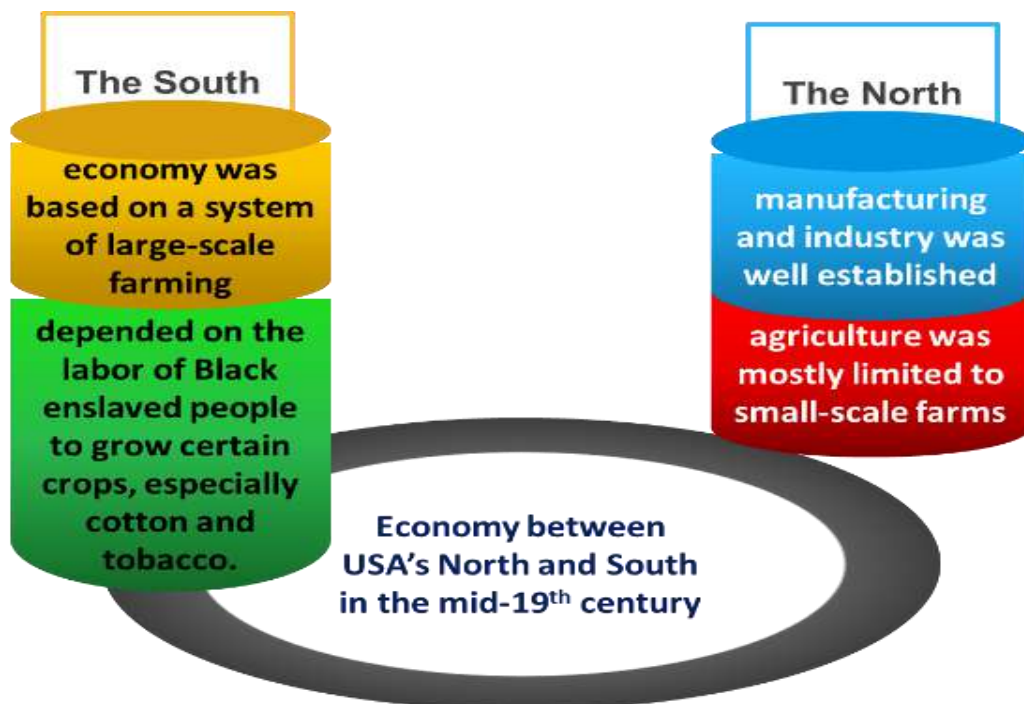 The South
economy was
based on a system
of large-scale
farming
depended on the
labor of Black
enslaved people
to grow certain
crops, especially
cotton and
tobacco.
The North
manufacturing
and industry was
well established
agriculture was
mostly limited to
small-scale farms
Economy between
USA’s North and South
in the mid-19th century